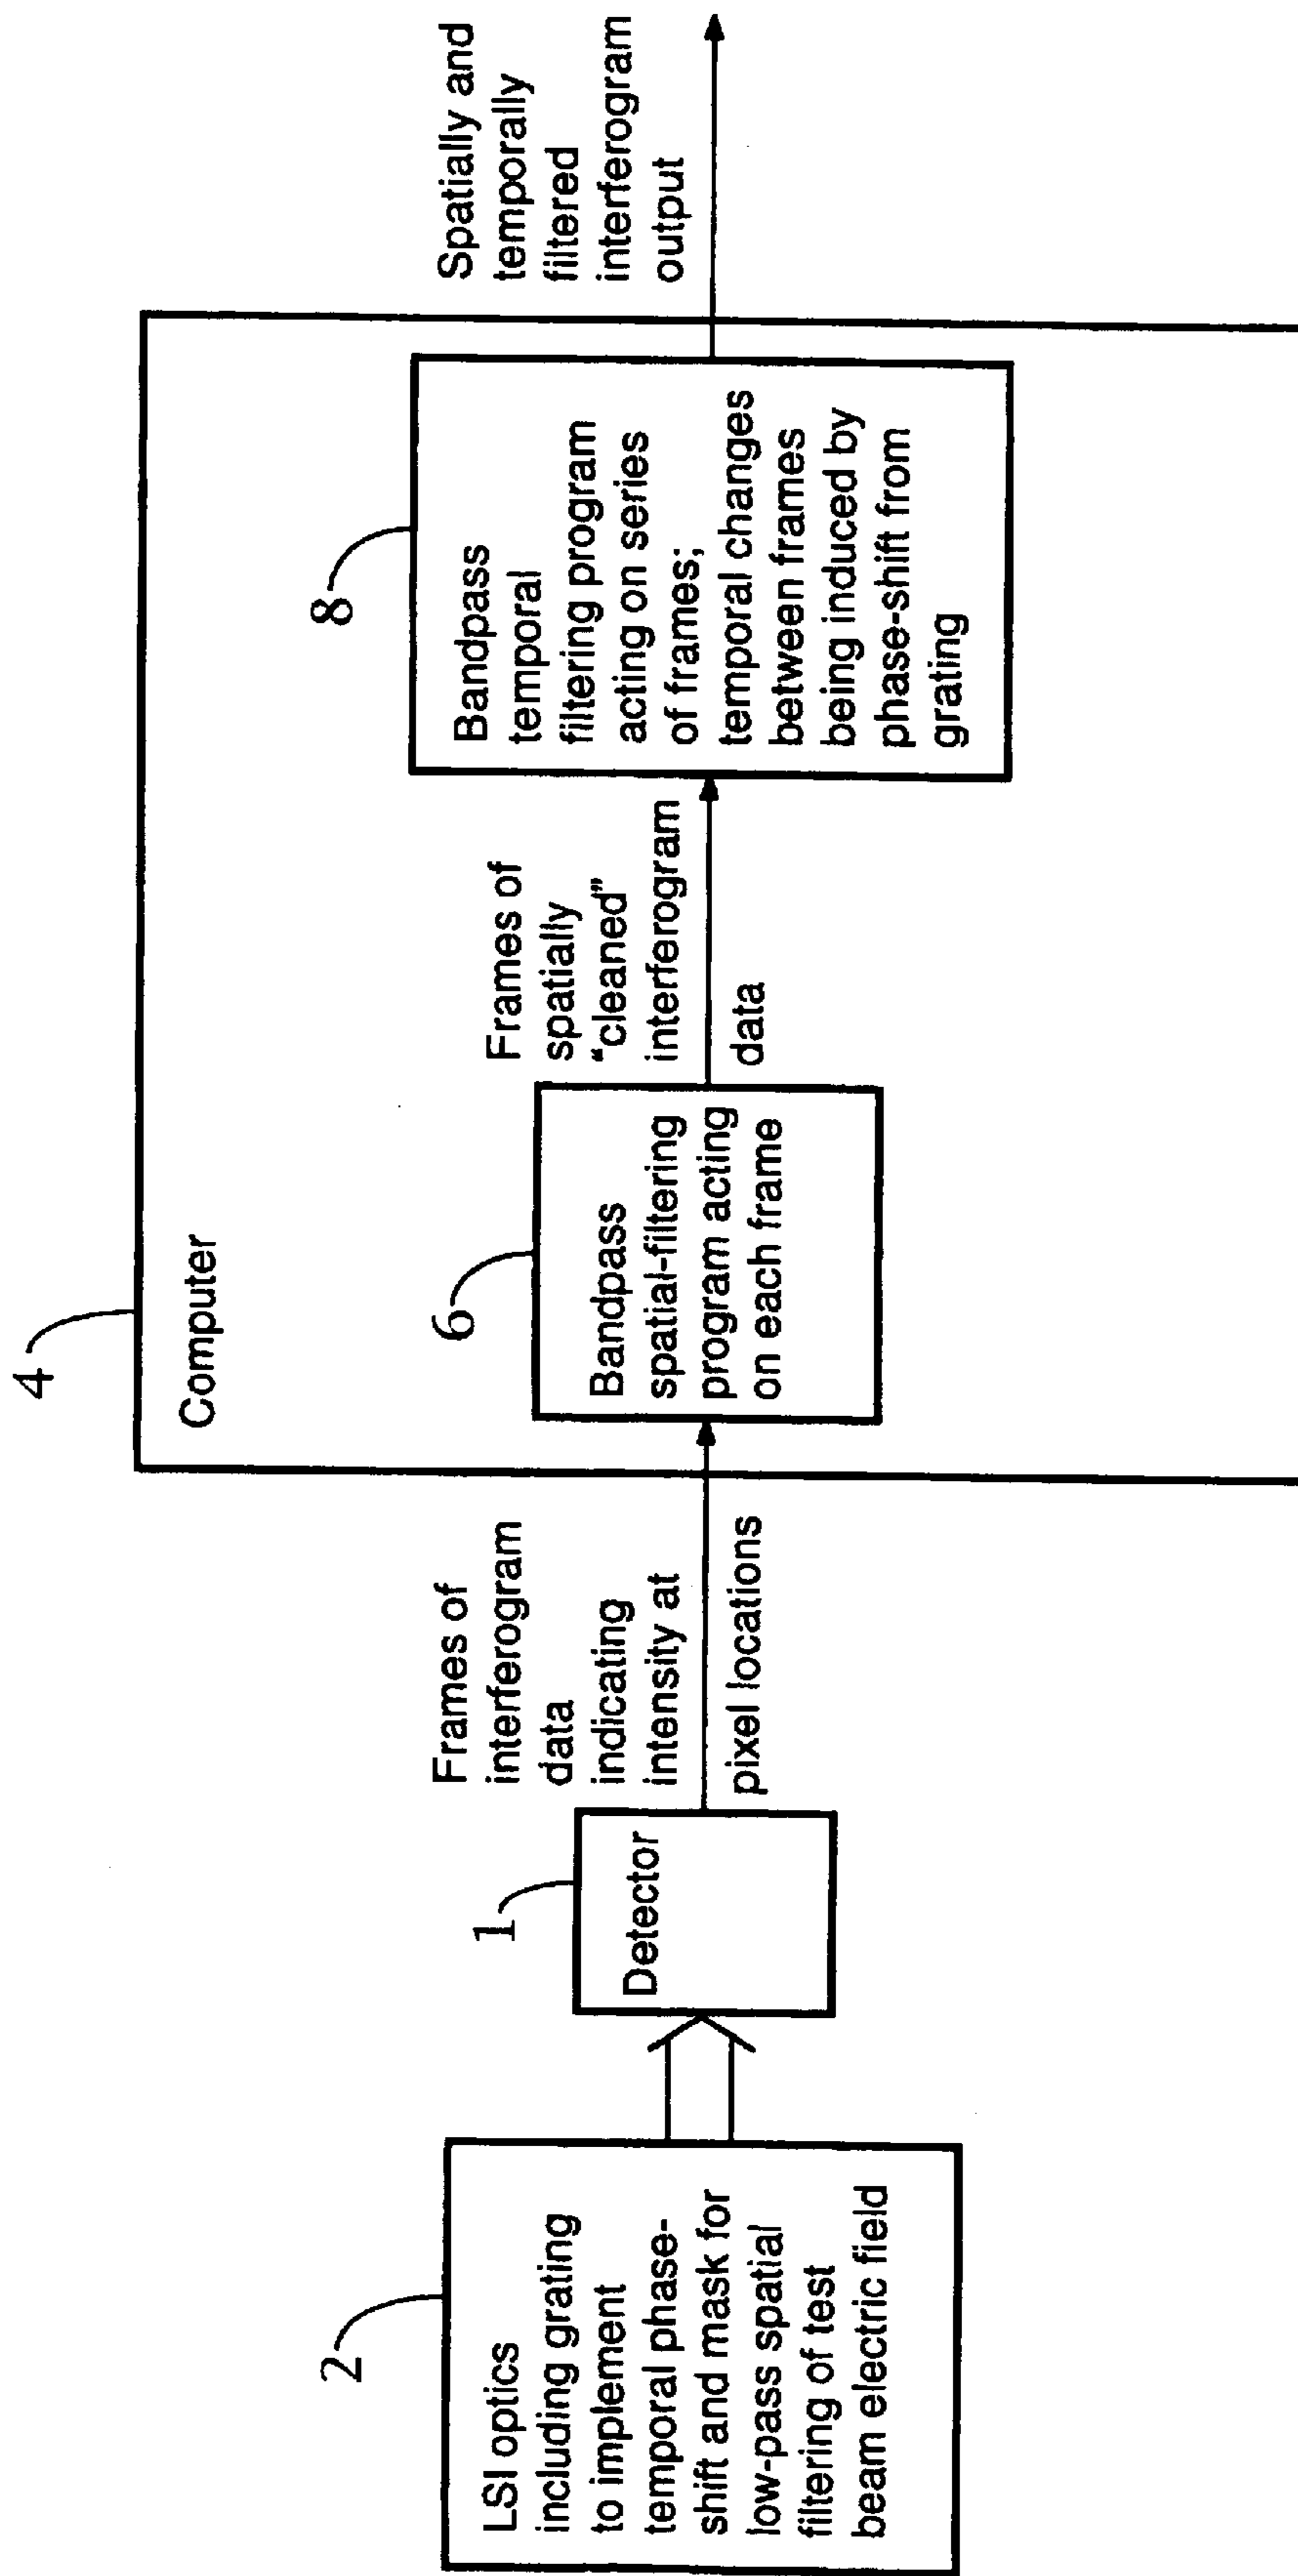 2
LSI optics
including grating
to implement
temporal phase-
shift and mask for
low-pass spatial
filtering of test
beam electric field
1
Detector
Frames of
interferogram
data
indicating
intensity at
pixel locations
4
Computer
6
Bandpass
spatial-filtering
program acting
on each frame
Frames of
spatially
“cleaned”
interferogram
data
8
Bandpass
temporal
filtering program
acting on series
of frames;
temporal changes
between frames
being induced by
phase-shift from
grating
Spatially and
temporally
filtered
interferogram
output